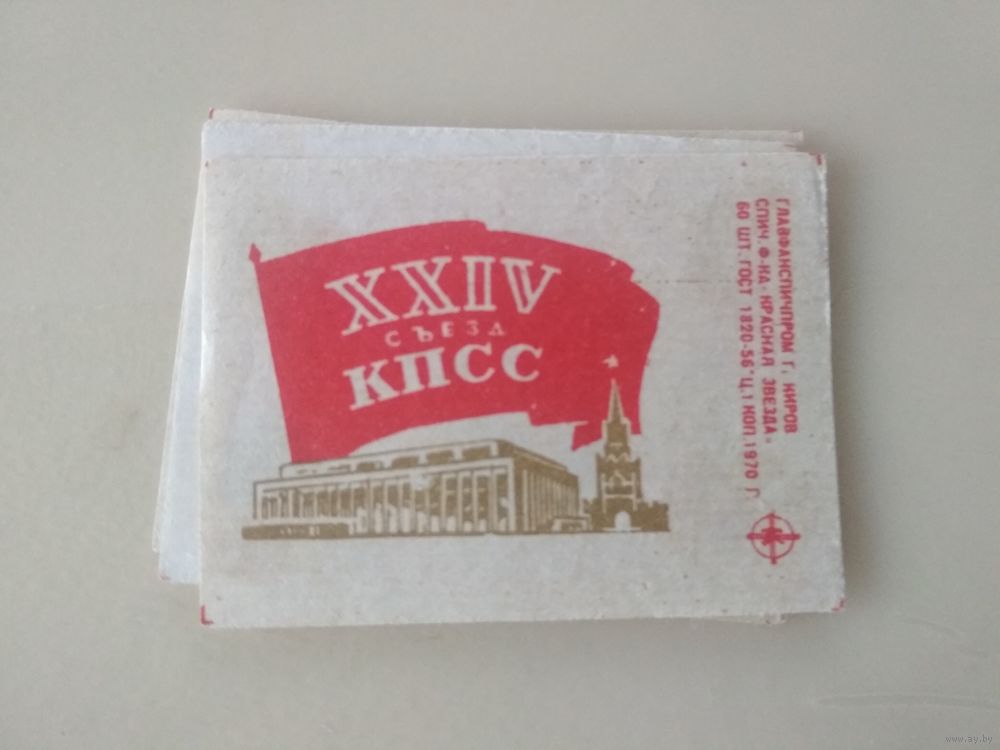 XXIV
СЪЕЗД
КПСС
ГЛАВФАНСПИЧПРОМ Г. КИРОВ
СПИЧ. Ф-КА „КРАСНАЯ ЗВЕЗДА"
60 ШТ. ГОСТ 1820-56* Ц. 1 КОП. 1970 Г.
www.ay.by